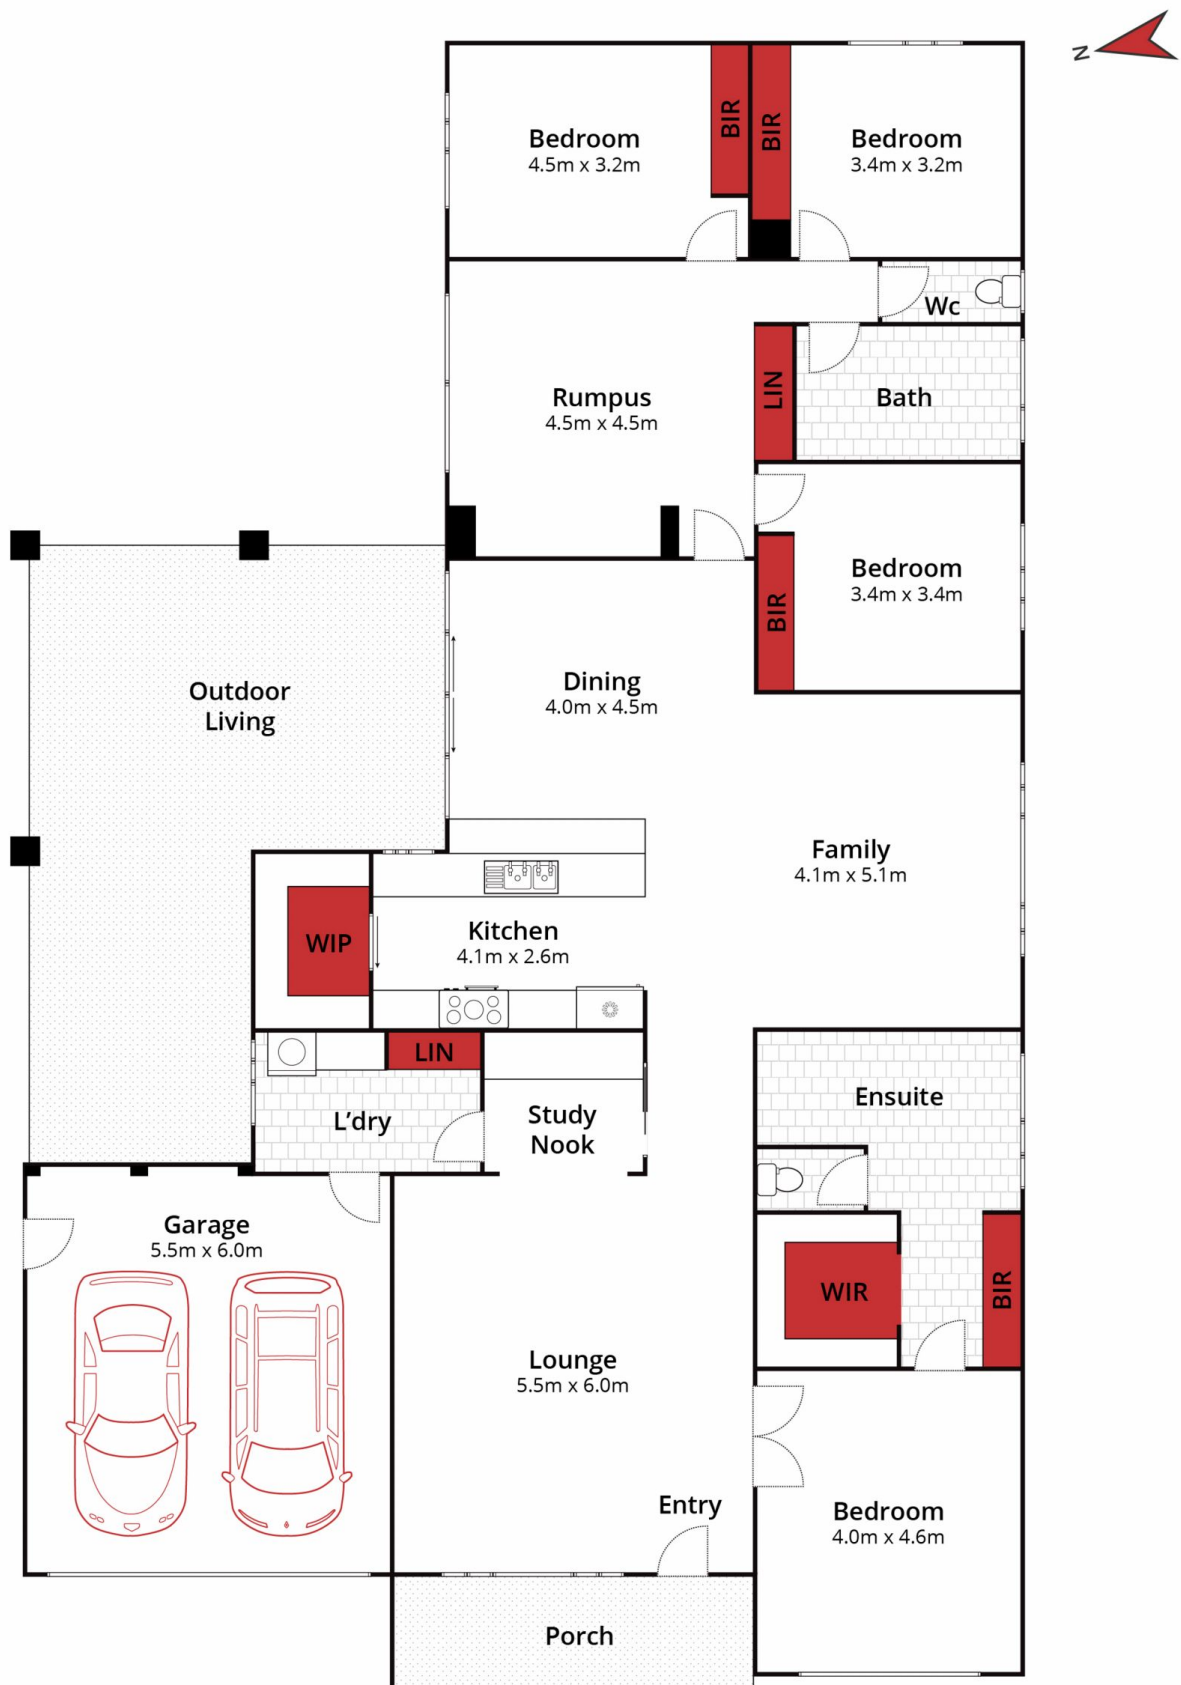 N
Bedroom
4.5m x 3.2m
BIR
BIR
Bedroom
3.4m x 3.2m
Wc
Rumpus
4.5m x 4.5m
LIN
Bath
Bedroom
3.4m x 3.4m
BIR
Outdoor
Living
Dining
4.0m x 4.5m
Family
4.1m x 5.1m
WIP
Kitchen
4.1m x 2.6m
LIN
L'dry
Study
Nook
Ensuite
Garage
5.5m x 6.0m
WIR
BIR
Lounge
5.5m x 6.0m
Entry
Bedroom
4.0m x 4.6m
Porch